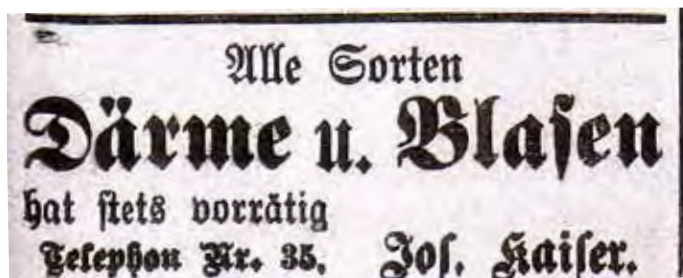 Alle Sorten
Därme u. Blasen
hat stets vorrätig
Telephon Nr. 35. Jos. Kaiser.